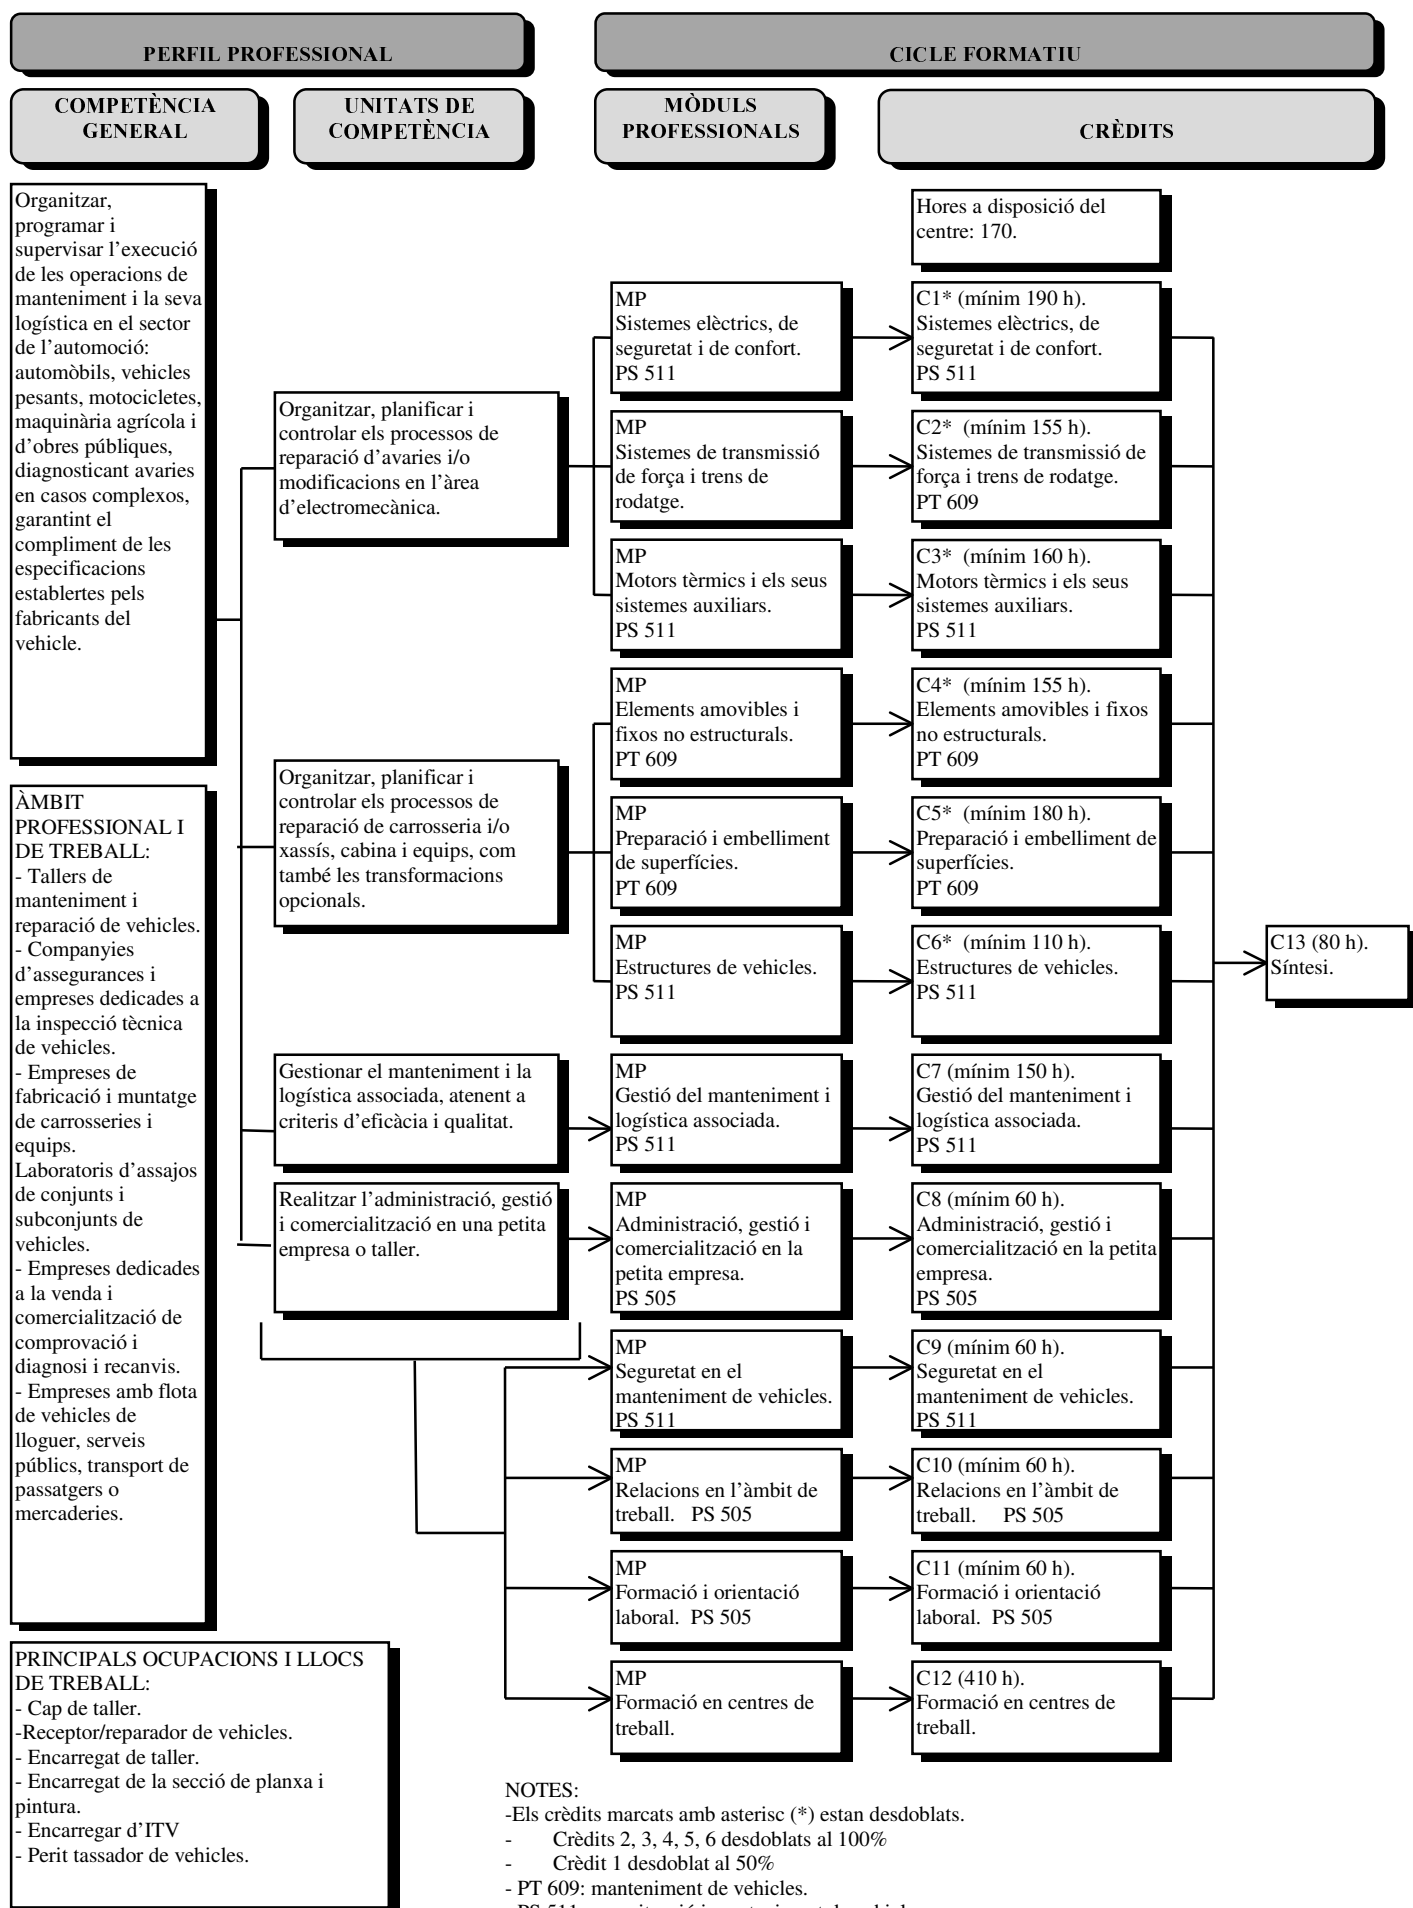 PERFIL PROFESSIONAL
CICLE FORMATIU
COMPETÈNCIA
GENERAL
UNITATS DE
COMPETÈNCIA
MÒDULS
PROFESSIONALS
CRÈDITS
Organitzar,
programar i
supervisar l’execució
de les operacions de
manteniment i la seva
logística en el sector
de l’automoció:
automòbils, vehicles
pesants, motocicletes,
maquinària agrícola i
d’obres públiques,
diagnosticant avaries
en casos complexos,
garantint el
compliment de les
especificacions
establertes pels
fabricants del
vehicle.
ÀMBIT
PROFESSIONAL I
DE TREBALL:
- Tallers de
manteniment i
reparació de vehicles.
- Companyies
d’assegurances i
empreses dedicades a
la inspecció tècnica
de vehicles.
- Empreses de
fabricació i muntatge
de carrosseries i
equips.
Laboratoris d’assajos
de conjunts i
subconjunts de
vehicles.
- Empreses dedicades
a la venda i
comercialització de
comprovació i
diagnosi i recanvis.
- Empreses amb flota
de vehicles de
lloguer, serveis
públics, transport de
passatgers o
mercaderies.
PRINCIPALS OCUPACIONS I LLOCS
DE TREBALL:
- Cap de taller.
-Receptor/reparador de vehicles.
- Encarregat de taller.
- Encarregat de la secció de planxa i
pintura.
- Encarregar d’ITV
- Perit tassador de vehicles.
Organitzar, planificar i
controlar els processos de
reparació d’avaries i/o
modificacions en l’àrea
d’electromecànica.
Organitzar, planificar i
controlar els processos de
reparació de carrosseria i/o
xassís, cabina i equips, com
també les transformacions
opcionals.
Gestionar el manteniment i la
logística associada, atenent a
criteris d’eficàcia i qualitat.
Realitzar l’administració, gestió
i comercialització en una petita
empresa o taller.
MP
Sistemes elèctrics, de
seguretat i de confort.
PS 511
MP
Sistemes de transmissió
de força i trens de
rodatge.
MP
Motors tèrmics i els seus
sistemes auxiliars.
PS 511
MP
Elements amovibles i
fixos no estructurals.
PT 609
MP
Preparació i embelliment
de superfícies.
PT 609
MP
Estructures de vehicles.
PS 511
MP
Gestió del manteniment i
logística associada.
PS 511
MP
Administració, gestió i
comercialització en la
petita empresa.
PS 505
MP
Seguretat en el
manteniment de vehicles.
PS 511
MP
Relacions en l’àmbit de
treball. PS 505
MP
Formació i orientació
laboral. PS 505
MP
Formació en centres de
treball.
Hores a disposició del
centre: 170.
C1* (mínim 190 h).
Sistemes elèctrics, de
seguretat i de confort.
PS 511
C2* (mínim 155 h).
Sistemes de transmissió de
força i trens de rodatge.
PT 609
C3* (mínim 160 h).
Motors tèrmics i els seus
sistemes auxiliars.
PS 511
C4* (mínim 155 h).
Elements amovibles i fixos
no estructurals.
PT 609
C5* (mínim 180 h).
Preparació i embelliment de
superfícies.
PT 609
C6* (mínim 110 h).
Estructures de vehicles.
PS 511
C7 (mínim 150 h).
Gestió del manteniment i
logística associada.
PS 511
C8 (mínim 60 h).
Administració, gestió i
comercialització en la petita
empresa.
PS 505
C9 (mínim 60 h).
Seguretat en el
manteniment de vehicles.
PS 511
C10 (mínim 60 h).
Relacions en l’àmbit de
treball. PS 505
C11 (mínim 60 h).
Formació i orientació
laboral. PS 505
C12 (410 h).
Formació en centres de
treball.
C13 (80 h).
Síntesi.
NOTES:
-Els crèdits marcats amb asterisc (*) estan desdoblats.
- Crèdits 2, 3, 4, 5, 6 desdoblats al 100%
- Crèdit 1 desdoblat al 50%
- PT 609: manteniment de vehicles.